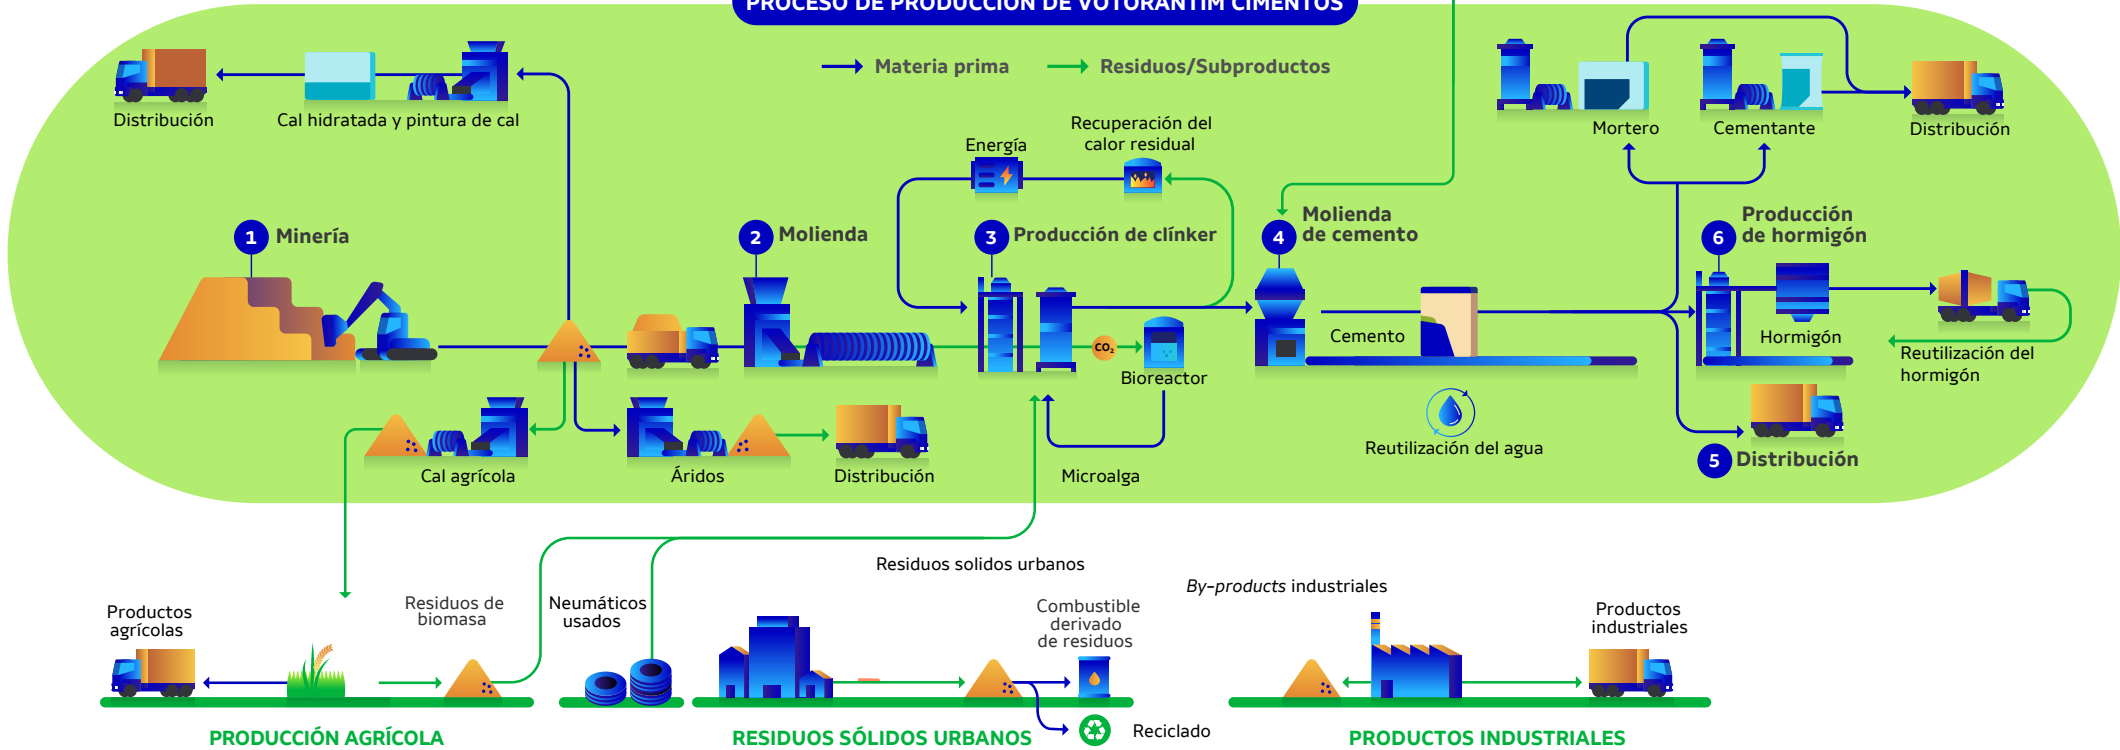 PROCESO DE PRODUCCIÓN DE VOTORANTIM CIMENTOS
Materia prima
Residuos/Subproductos
Distribución
Cal hidratada y pintura de cal
Energía
Recuperación del
calor residual
Mortero
Cementante
Distribución
1 Minería
2 Molienda
3 Producción de clínker
4 Molienda
de cemento
6 Producción
de hormigón
CO₂
Bioreactor
Cemento
Hormigón
Reutilización del
hormigón
Cal agrícola
Áridos
Distribución
Microalga
Reutilización del agua
5 Distribución
Productos
agrícolas
Residuos de
biomasa
Neumáticos
usados
Residuos solidos urbanos
Combustible
derivado
de residuos
By-products industriales
Productos
industriales
Reciclado
PRODUCCIÓN AGRÍCOLA
RESIDUOS SÓLIDOS URBANOS
PRODUCTOS INDUSTRIALES